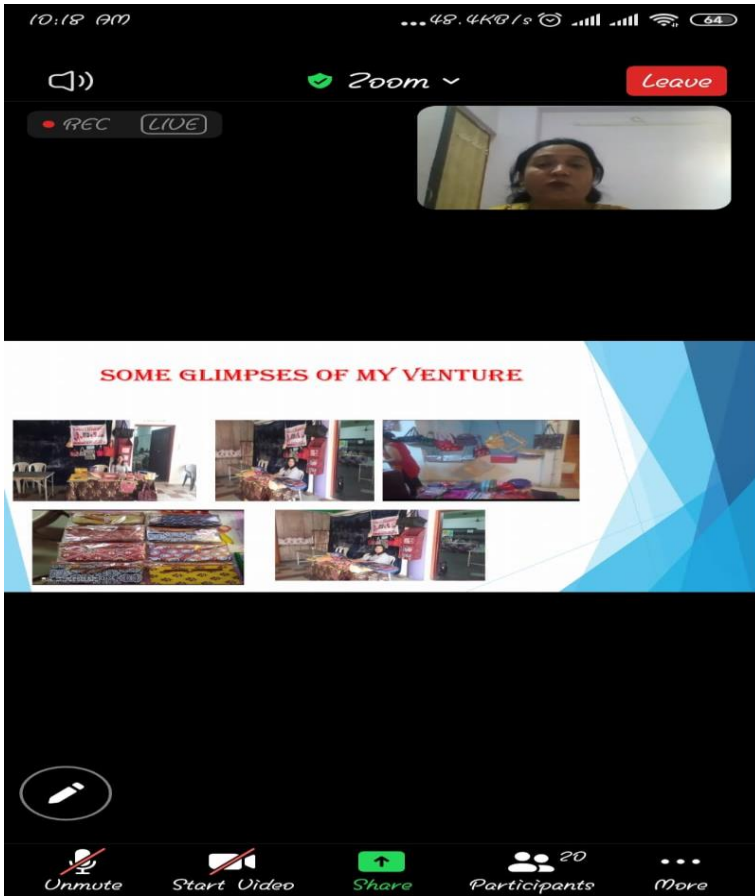 10:18 AM ...48.4KB/s 64
Zoom Leave
REC LIVE
SOME GLIMPSES OF MY VENTURE
Unmute Start Video Share Participants 20 More